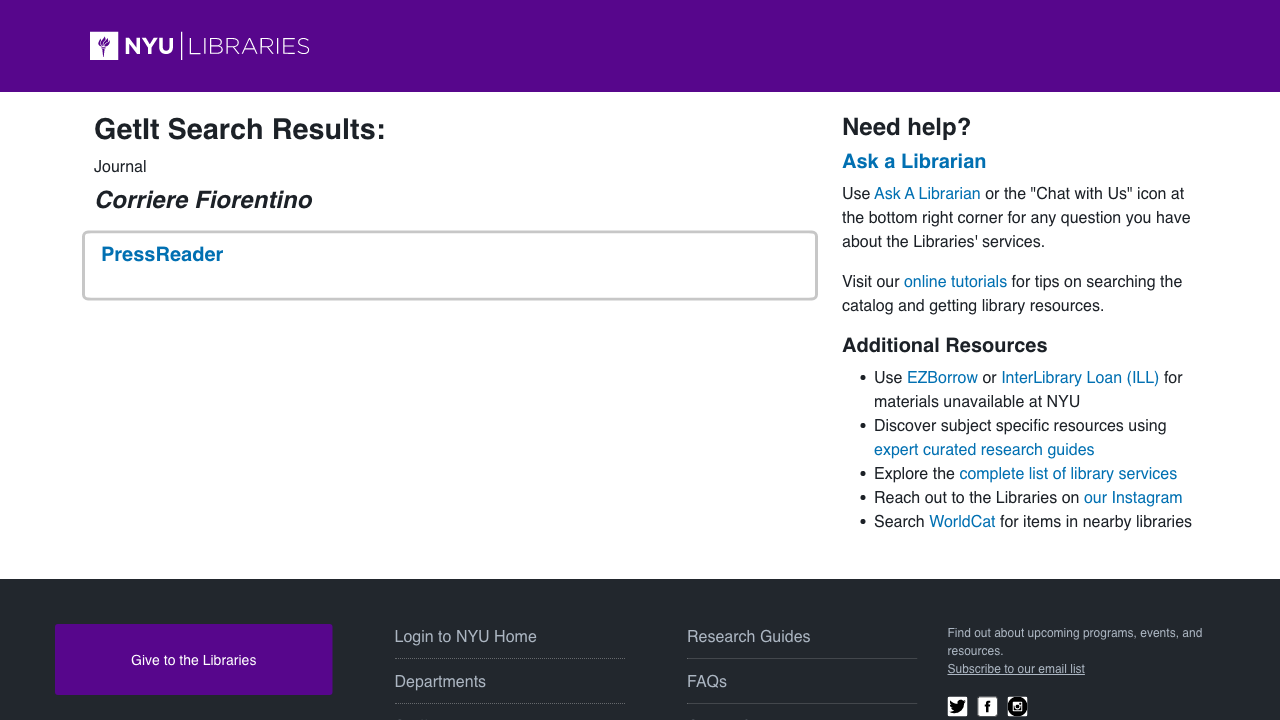 NYU LIBRARIES
GetIt Search Results:
Journal
Corriere Fiorentino
PressReader
Need help?
Ask a Librarian
Use Ask A Librarian or the "Chat with Us" icon at
the bottom right corner for any question you have
about the Libraries' services.
Visit our online tutorials for tips on searching the
catalog and getting library resources.
Additional Resources
Use EZBorrow or InterLibrary Loan (ILL) for
materials unavailable at NYU
Discover subject specific resources using
expert curated research guides
Explore the complete list of library services
Reach out to the Libraries on our Instagram
Search WorldCat for items in nearby libraries
Give to the Libraries
Login to NYU Home
Departments
Research Guides
FAQs
Find out about upcoming programs, events, and
resources.
Subscribe to our email list